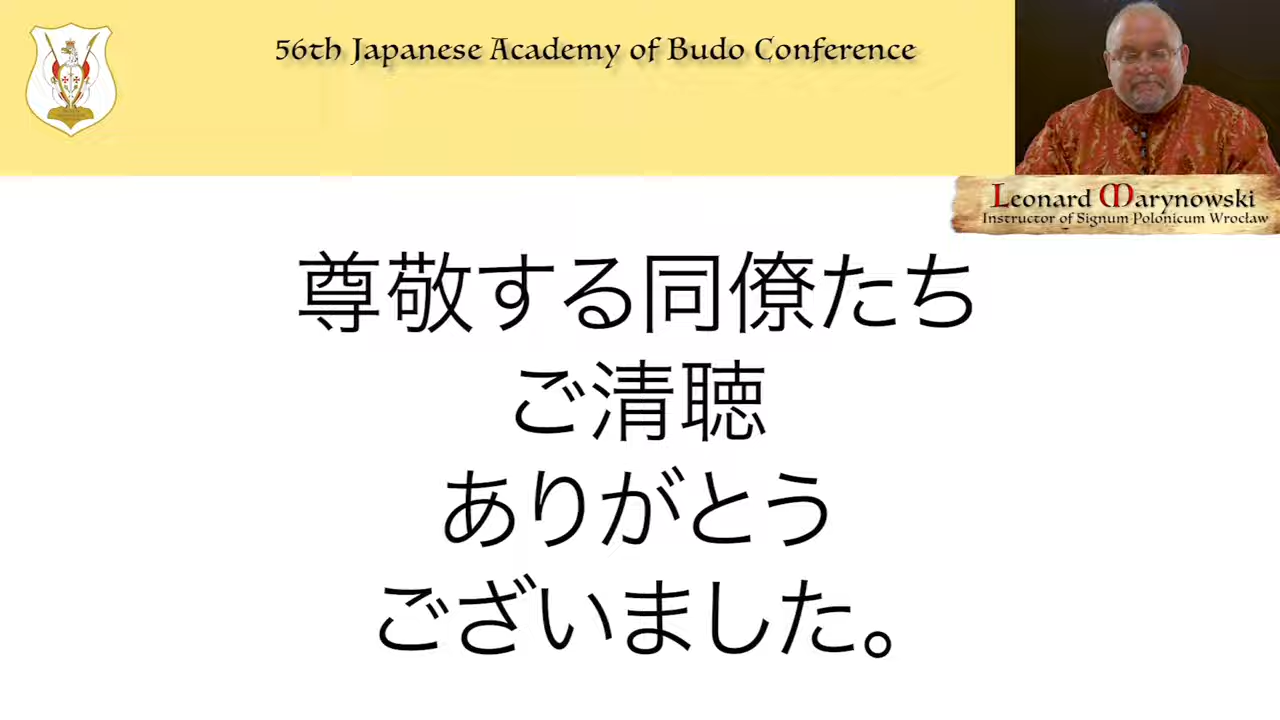 56th Japanese Academy of Budo Conference
Leonard Marynowski
Instructor of Signum Polonicum Wrocław
尊敬する同僚たち
ご清聴
ありがとう
ございました。